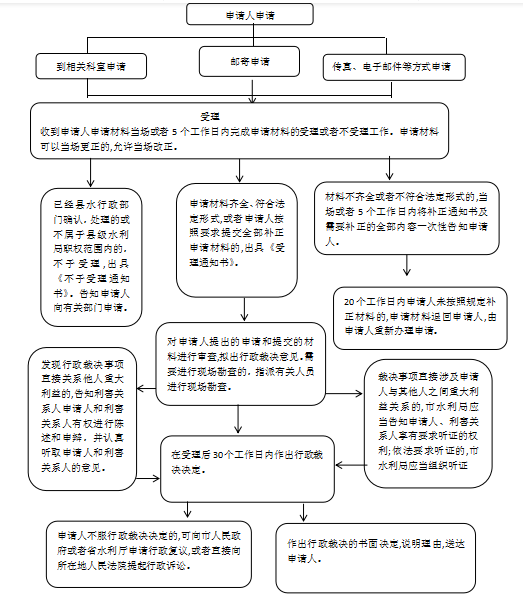 申请人申请
到相关科室申请
邮寄申请
传真、电子邮件等方式申请
受理
收到申请人申请材料当场或者5个工作日内完成申请材料的受理或者不受理工作。申请材料
可以当场更正的,允许当场改正。
已经县水行政部
门确认、处理的或
不属于县级水利
局职权范围内的,
不予受理,出具
《不予受理通知
书》。告知申请人
向有关部门申请。
申请材料齐全、符合法定
形式,或者申请人按
照要求提交全部补正
申请材料的,出具《受
理通知书》。
材料不齐全或者不符合法定形式的,当
场或者5个工作日内将补正通知书及
需要补正的全部内容一次性告知申请
人。
20个工作日内申请人未按照规定补
正材料的,申请材料退回申请人,由
申请人重新办理申请。
对申请人提出的申请和提交的材
料进行审查,拟出行政裁决意见。需
要进行现场勘查的,指派有关人员
进行现场勘查。
发现行政裁决事项
直接关系他人重大
利益的,告知利害关
系人申请人和利害
关系人有权进行陈
述和申辩。并认真
听取申请人和利害
关系人的意见。
裁决事项直接涉及申请
人与其他人之间重大利
益关系的,市水利局应
当告知申请人、利害关
系人享有要求听证的权
利;依法要求听证的,市
水利局应当组织听证
在受理后30个工作日内作出行政裁
决决定。
申请人不服行政裁决决定的,可向市人民政
府或者省水利厅申请行政复议,或者直接向所
在地人民法院提起行政诉讼。
作出行政裁决的书面决定,说明理由,送达
申请人。